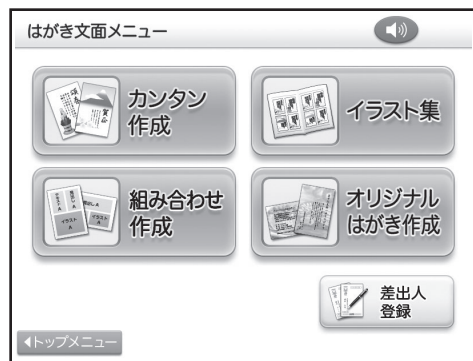 はがき文面メニュー
カンタン
作成
イラスト集
組み合わせ
作成
オリジナル
はがき作成
差出人
登録
トップメニュー